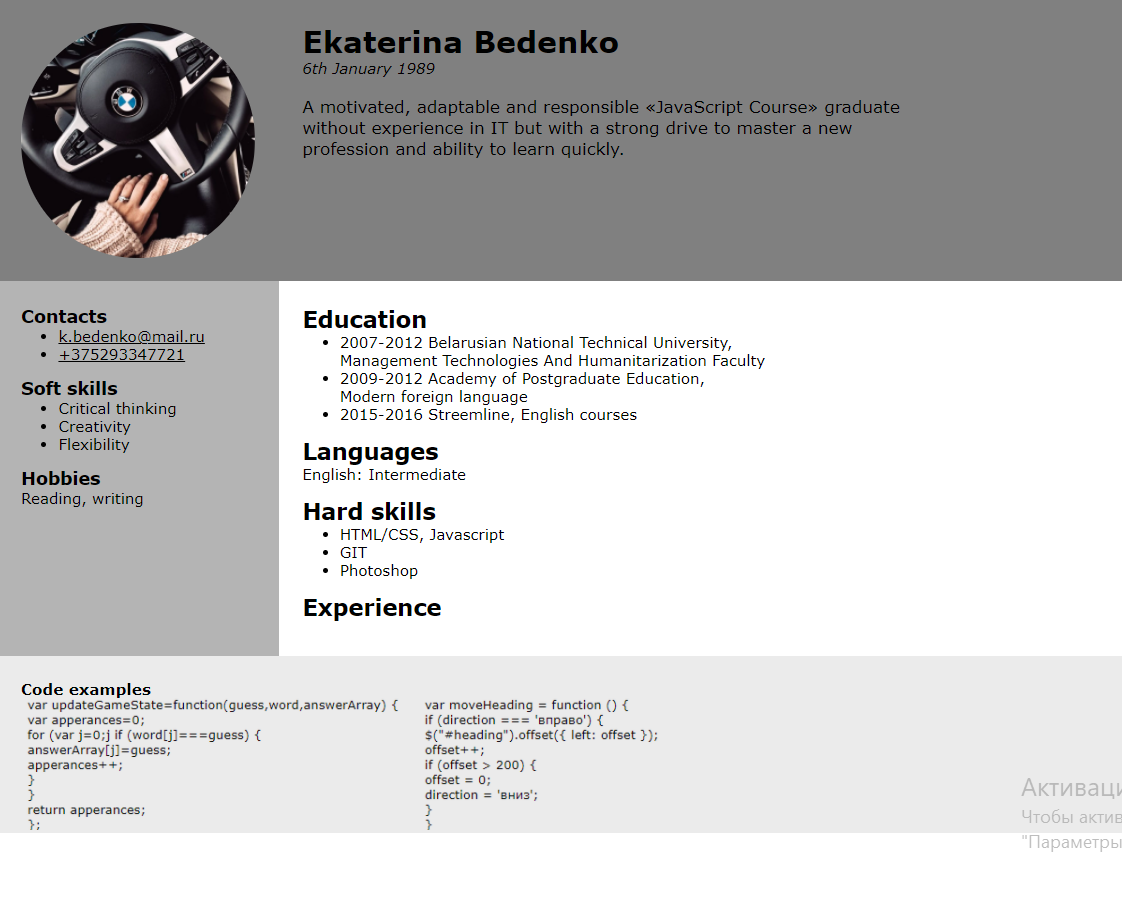 Ekaterina Bedenko
6th January 1989
A motivated, adaptable and responsible «JavaScript Course» graduate
without experience in IT but with a strong drive to master a new
profession and ability to learn quickly.
Contacts
k.bedenko@mail.ru
+375293347721
Soft skills
Critical thinking
Creativity
Flexibility
Hobbies
Reading, writing
Education
2007-2012 Belarusian National Technical University,
Management Technologies And Humanitarization Faculty
2009-2012 Academy of Postgraduate Education,
Modern foreign language
2015-2016 Streemline, English courses
Languages
English: Intermediate
Hard skills
HTML/CSS, Javascript
GIT
Photoshop
Experience
Code examples
var updateGameState=function(guess,word,answerArray) {
var apperances=0;
for (var j=0;j if (word[j]===guess) {
answerArray[j]=guess;
apperances++;
}
}
return apperances;
};
var moveHeading = function () {
if (direction === 'вправо') {
$("#heading").offset({ left: offset });
offset++;
if (offset > 200) {
offset = 0;
direction = 'вниз';
}
}
Активаци
Чтобы актив
"Параметры